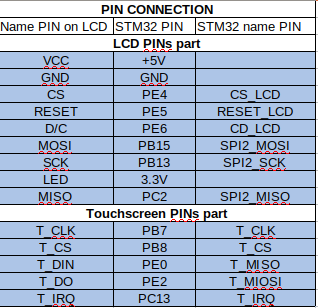 PIN CONNECTION
Name PIN on LCD STM32 PIN STM32 name PIN
LCD PINs part
VCC +5V
GND GND
CS PE4 CS_LCD
RESET PE5 RESET_LCD
D/C PE6 CD_LCD
MOSI PB15 SPI2_MOSI
SCK PB13 SPI2_SCK
LED 3.3V
MISO PC2 SPI2_MISO
Touchscreen PINs part
T_CLK PB7 T_CLK
T_CS PB8 T_CS
T_DIN PE0 T_MISO
T_DO PE2 T_MIOSI
T_IRQ PC13 T_IRQ